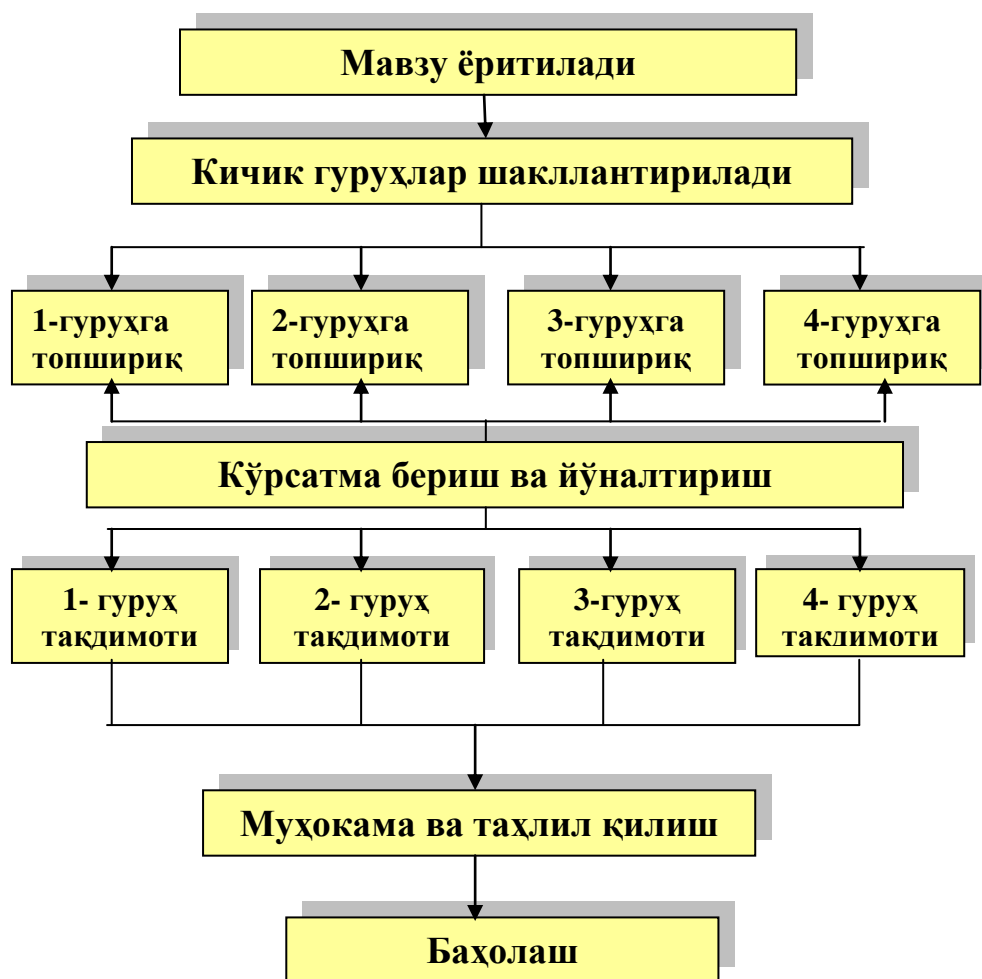 Мавзу ёритилади
Кичик гуруҳлар шакллантирилади
1-гуруҳга
топшириқ
2-гуруҳга
топшириқ
3-гуруҳга
топшириқ
4-гуруҳга
топшириқ
Кўрсатма бериш ва йўналтириш
1- гуруҳ
тақдимоти
2- гуруҳ
тақдимоти
3-гуруҳ
тақдимоти
4- гуруҳ
тақдимоти
Муҳокама ва таҳлил қилиш
Баҳолаш